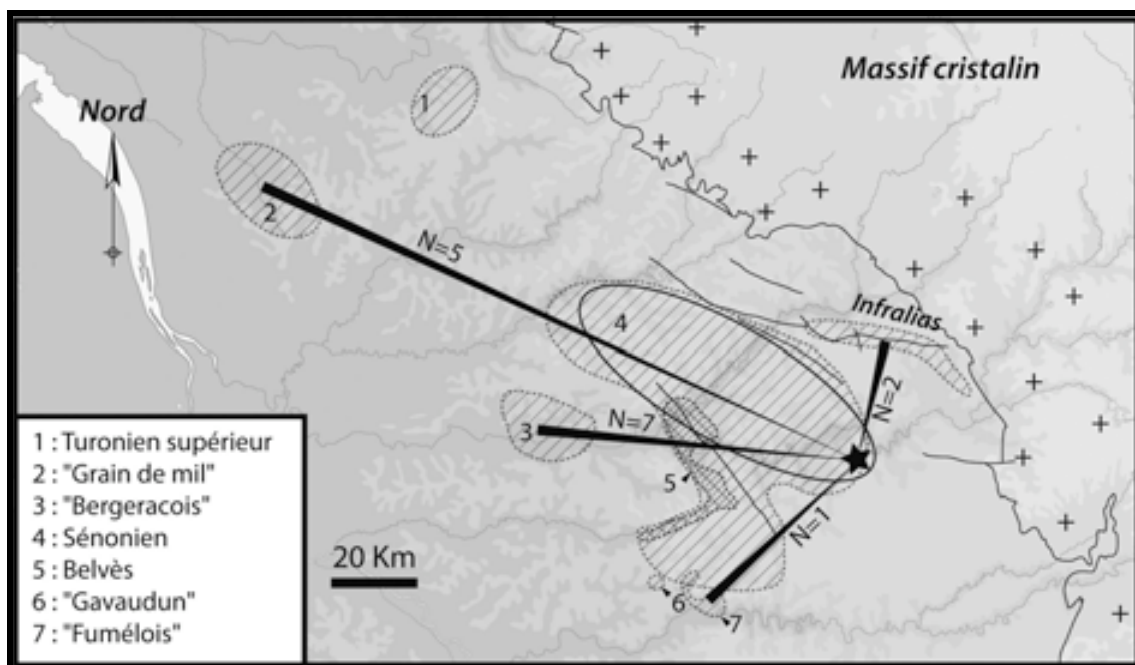 Massif cristalin
Nord
1
2
N=5
Infralias
4
N=2
N=7
3
5
N=1
6
7
20 Km
1 : Turonien supérieur
2 : "Grain de mil"
3 : "Bergeracois"
4 : Sénonien
5 : Belvès
6 : "Gavaudun"
7 : "Fumélois"